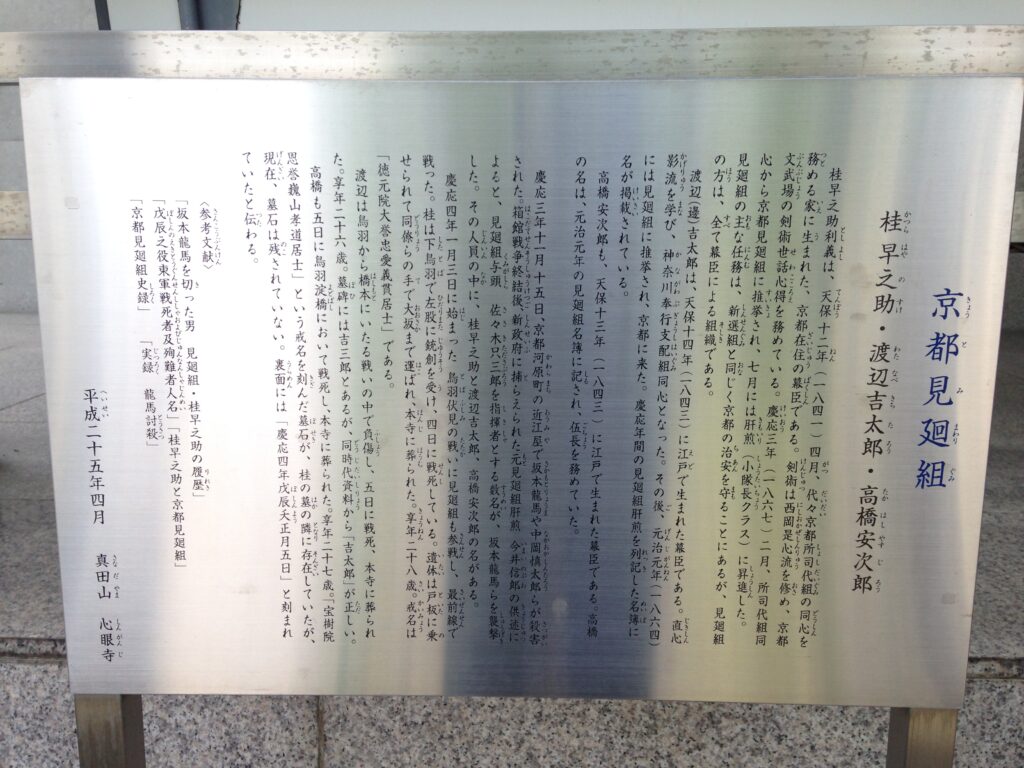 京都見廻組
桂早之助・渡辺吉太郎・高橋安次郎
桂早之助利義は、天保十二年(一八四一)四月、代々京都所司代組の同心を
務める家に生まれた、京都在住の幕臣である。剣術は西岡是心流を修め、京都
文武場の剣術世話心得を務めている。慶応三年(一八六七)二月、所司代組同
心から京都見廻組に推挙され、七月には肝煎(小隊長クラス)に昇進した。
見廻組の主な任務は、新選組と同じく京都の治安を守ることにあるが、見廻組
の方は、全て幕臣による組織である。
渡辺(邊)吉太郎は、天保十四年(一八四三)に江戸で生まれた幕臣である。直心
影流を学び、神奈川奉行支配組同心となった。その後、元治元年(一八六四)
には見廻組に推挙され、京都に来た。慶応年間の見廻組肝煎を列記した名簿に
名が掲載されている。
高橋安次郎も、天保十三年(一八四三)に江戸で生まれた幕臣である。高橋
の名は、元治元年の見廻組名簿に記され、伍長を務めていた。
慶応三年十一月十五日、京都河原町の近江屋で坂本龍馬や中岡慎太郎らが殺害
された。箱館戦争終結後、新政府に捕らえられた元見廻組肝煎 今井信郎の供述に
よると、見廻組与頭 佐々木只三郎を指揮者とする数名が、坂本龍馬らを襲撃
した。その人員の中に、桂早之助と渡辺吉太郎、高橋安次郎の名がある。
慶応四年一月三日に始まった 鳥羽伏見の戦いに見廻組も参戦し、最前線で
戦った。桂は下鳥羽で左股に銃創を受け、四日に戦死している。遺体は戸板に乗
せられて同僚らの手で大坂まで運ばれ、本寺に葬られた。享年二十八歳。戒名は
「徳元院大誉忠愛義貫居士」である。
渡辺は鳥羽から橋本にいたる戦いの中で負傷し、五日に戦死、本寺に葬られ
た。享年二十六歳。墓碑には吉三郎とあるが、同時代資料から「吉太郎」が正しい。
高橋も五日に鳥羽淀橋において戦死し本寺に葬られた。享年二十七歳。「宝樹院
思誉巍山孝道居士」という戒名を刻んだ墓石が、桂の墓の隣に存在していたが、
現在、墓石は残されていない。裏面には「慶応四年戊辰夭正月五日」と刻まれ
ていたと伝わる。
〈参考文献〉
「坂本龍馬を切った男 見廻組・桂早之助の履歴」
「戊辰之役東軍戦死者及殉難者人名」「桂早之助と京都見廻組」
「京都見廻組史録」 「実録 龍馬討殺」
平成二十五年四月 真田山 心眼寺